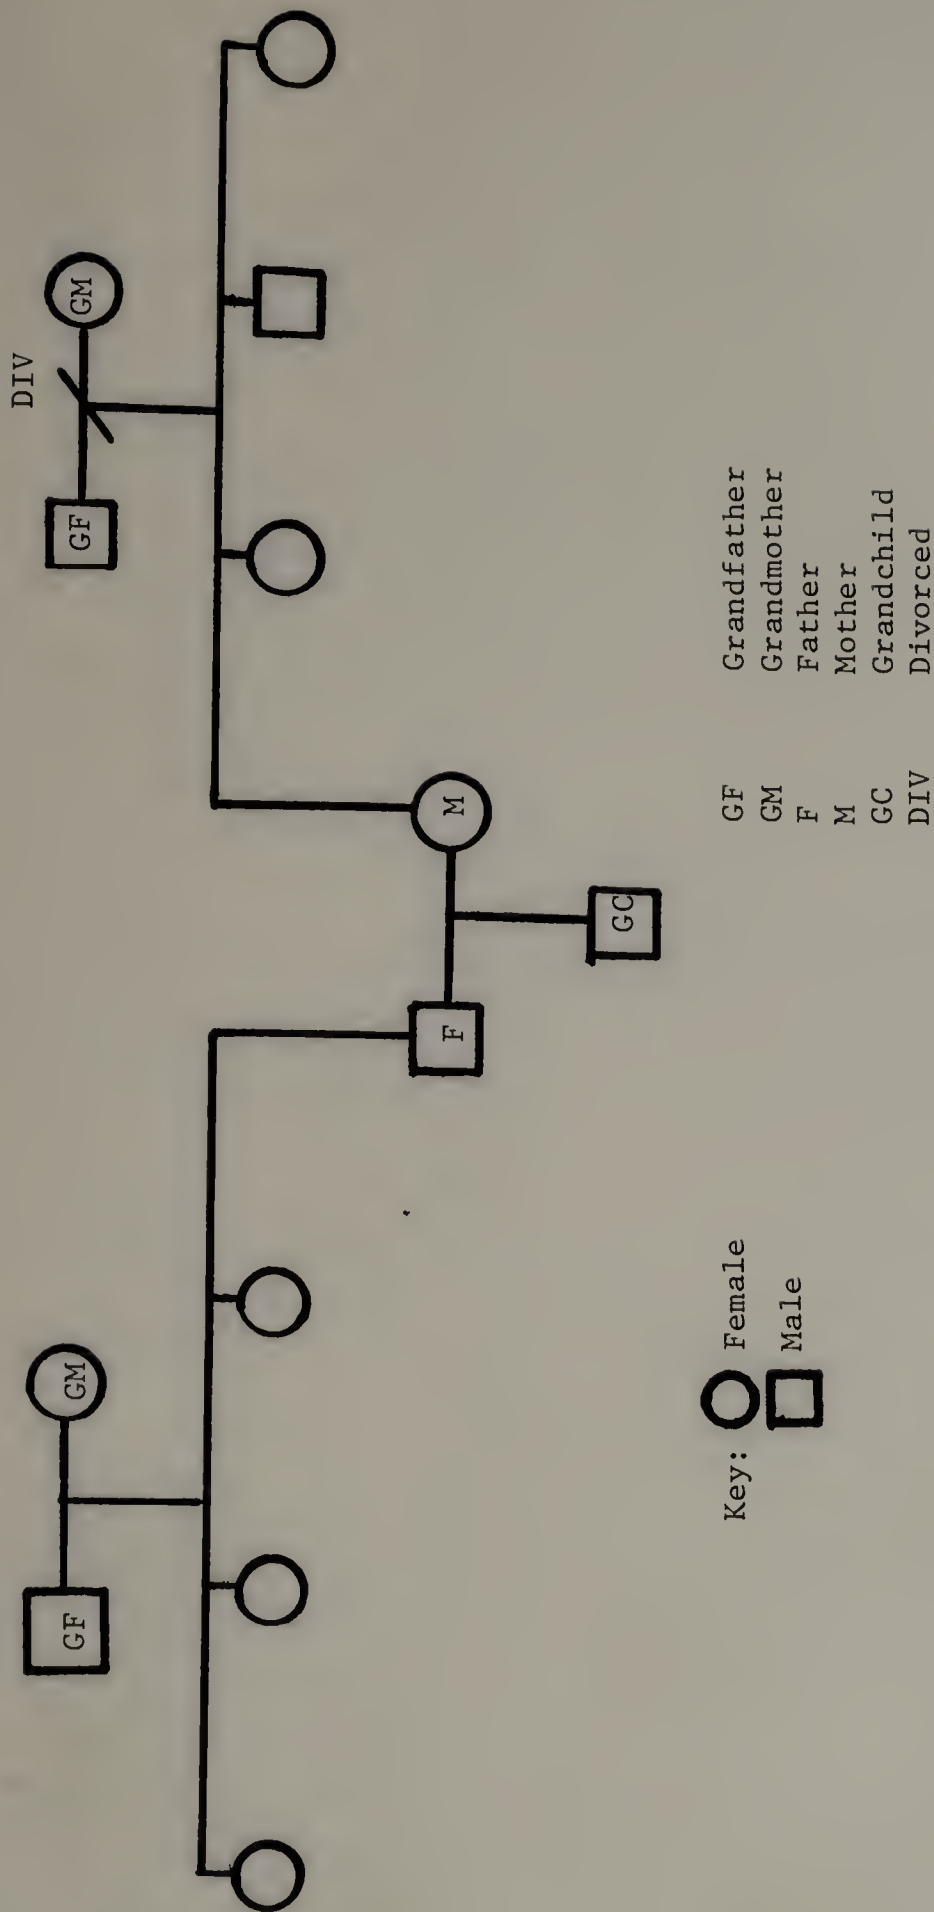 DIV
GM
GF
GF
GM
F
M
GC
Key: Female
Male
GF Grandfather
GM Grandmother
F Father
M Mother
GC Grandchild
DIV Divorced